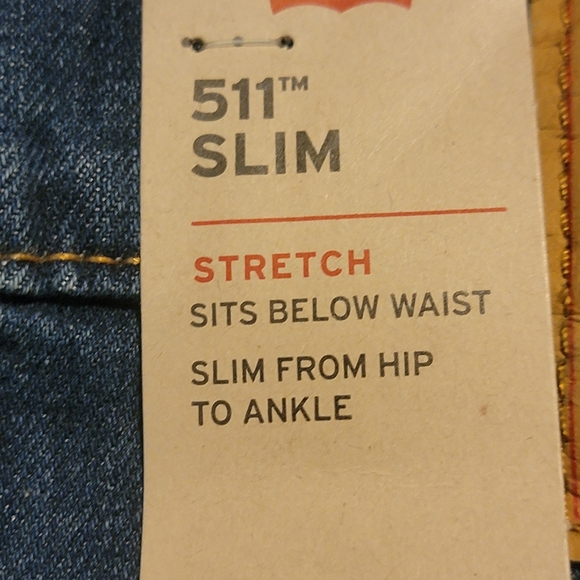 511™
SLIM
STRETCH
SITS BELOW WAIST
SLIM FROM HIP
TO ANKLE